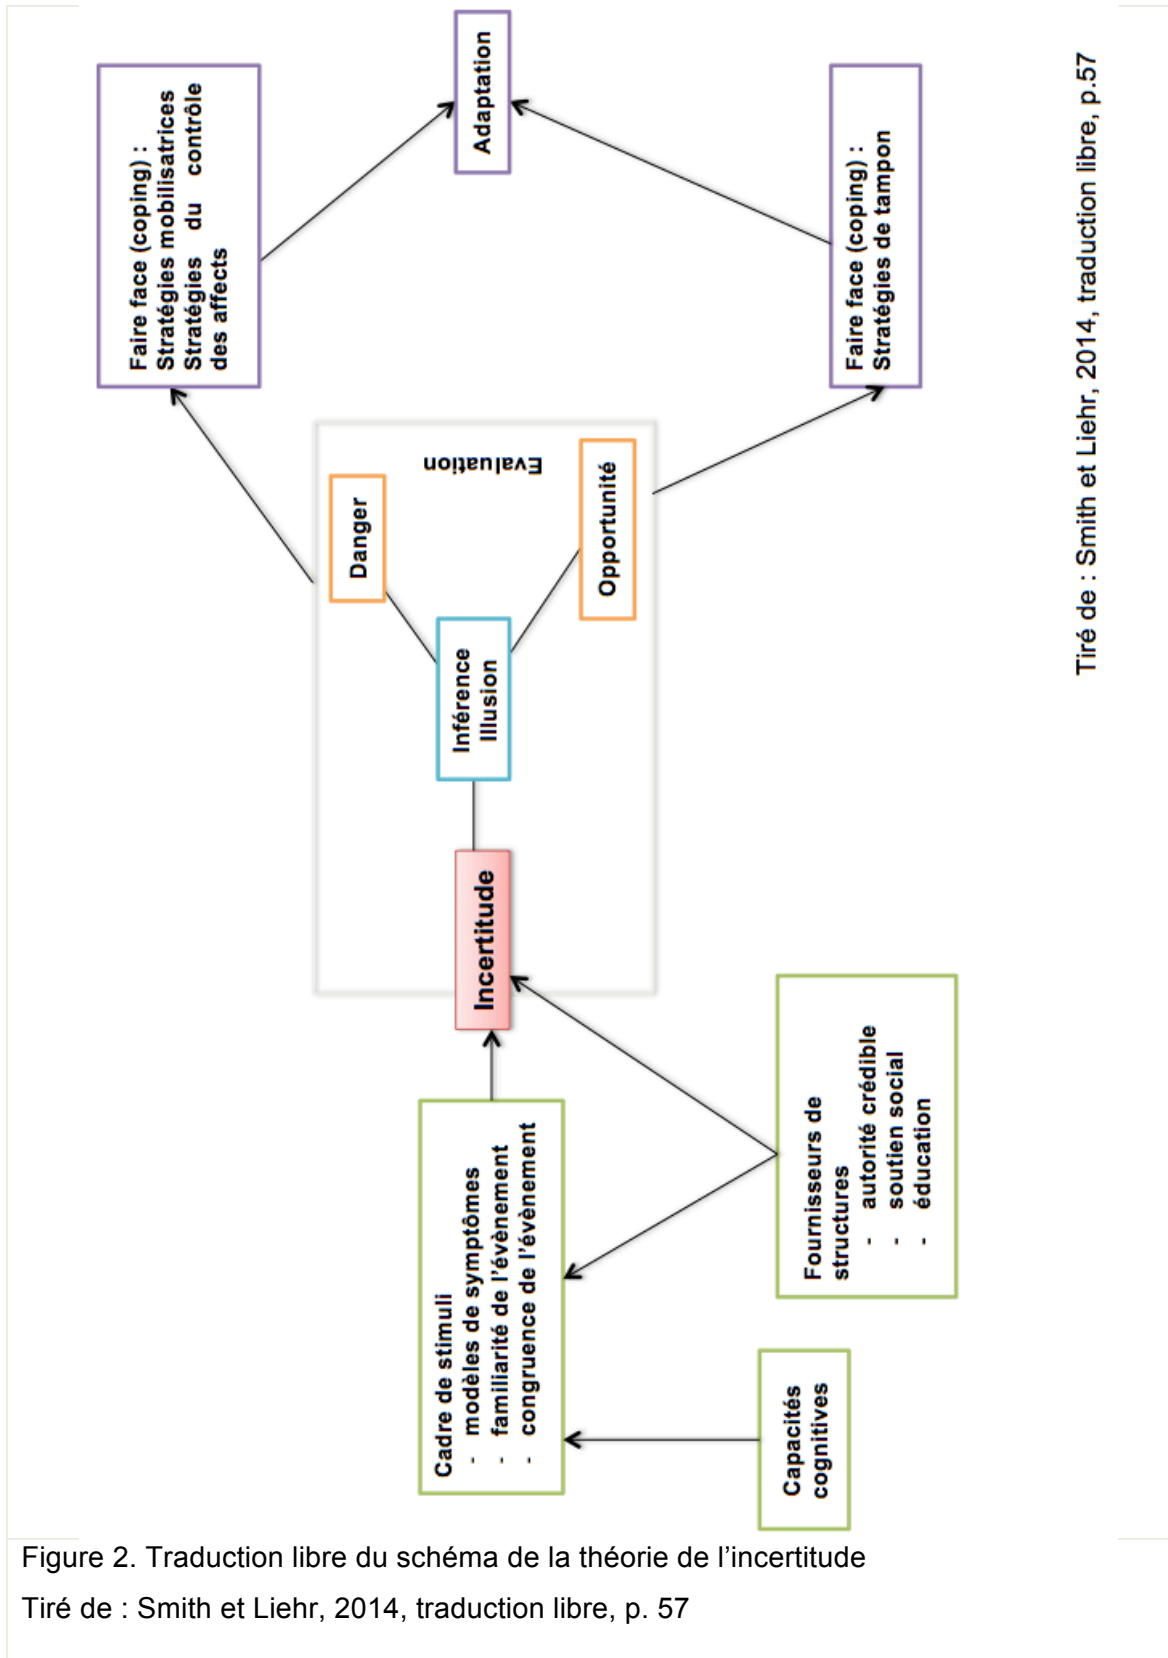 Cadre de stimuli
- modèles de symptômes
- familiarité de l'évènement
- congruence de l'évènement
Capacités
cognitives
Fournisseurs de
structures
- autorité crédible
- soutien social
- éducation
Incertitude
Inférence
Illusion
Danger
Evaluation
Opportunité
Faire face (coping) :
Stratégies mobilisatrices
Stratégies du contrôle
des affects
Faire face (coping) :
Stratégies de tampon
Adaptation
Tiré de : Smith et Liehr, 2014, traduction libre, p.57
Figure 2. Traduction libre du schéma de la théorie de l’incertitude
Tiré de : Smith et Liehr, 2014, traduction libre, p. 57